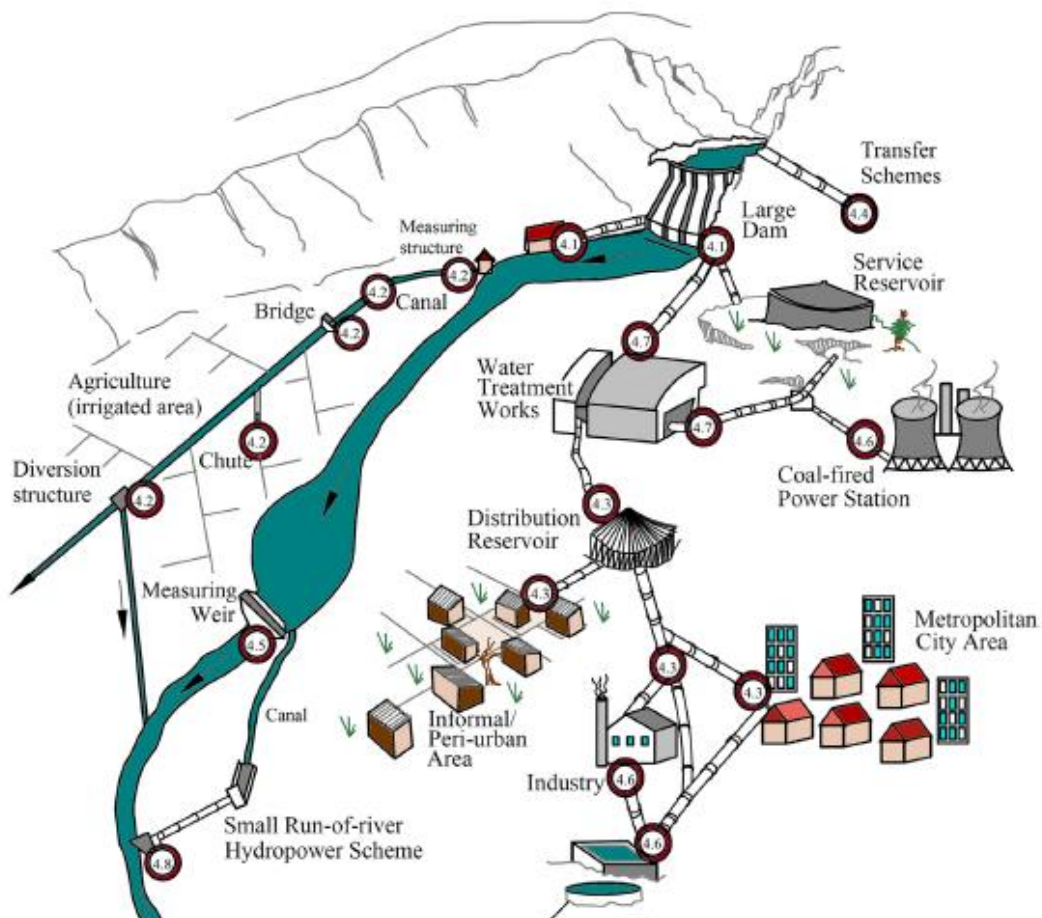 Transfer
Schemes
4.4
Large
Dam
4.1
4.1
Measuring
structure
4.2
4.2
Canal
Bridge
4.2
Service
Reservoir
4.7
Water
Treatment
Works
4.7
4.6
Coal-fired
Power Station
Agriculture
(irrigated area)
4.2
Chute
Diversion
structure
4.2
4.3
Distribution
Reservoir
4.3
Measuring
Weir
4.5
Metropolitan
City Area
4.3
4.3
Canal
Informal/
Peri-urban
Area
Industry
4.6
4.6
Small Run-of-river
Hydropower Scheme
4.8